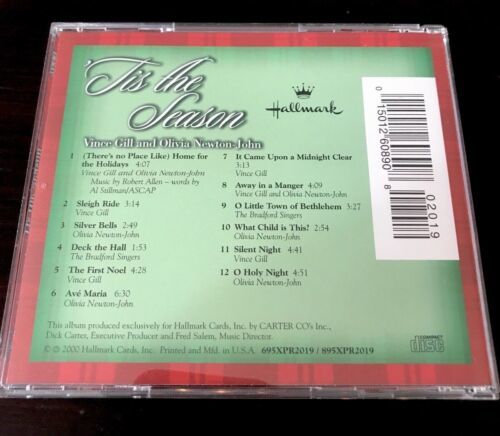 'Tis the
Season
Vince Gill and Olivia Newton-John
Hallmark
1 (There's no Place Like) Home for
the Holidays 4:07
Vince Gill and Olivia Newton-John
Music by Robert Allen – words by
Al Stillman/ASCAP
2 Sleigh Ride 3:14
Vince Gill
3 Silver Bells 2:49
Olivia Newton-John
4 Deck the Hall 1:53
The Bradford Singers
5 The First Noel 4:28
Vince Gill
6 Avé Maria 6:30
Olivia Newton-John
7 It Came Upon a Midnight Clear
3:13
Vince Gill
8 Away in a Manger 4:09
Vince Gill and Olivia Newton-John
9 O Little Town of Bethlehem 3:27
The Bradford Singers
10 What Child is This? 2:54
Olivia Newton-John
11 Silent Night 4:41
Vince Gill
12 O Holy Night 4:51
Olivia Newton-John
0 15012 60890 8
02019
This album produced exclusively for Hallmark Cards, Inc. by CARTER CO's Inc.,
Dick Carter, Executive Producer and Fred Salem, Music Director.
© ℗ 2000 Hallmark Cards, Inc. Printed and Mfd. in U.S.A. 695XPR2019 / 895XPR2019
COMPACT
disc